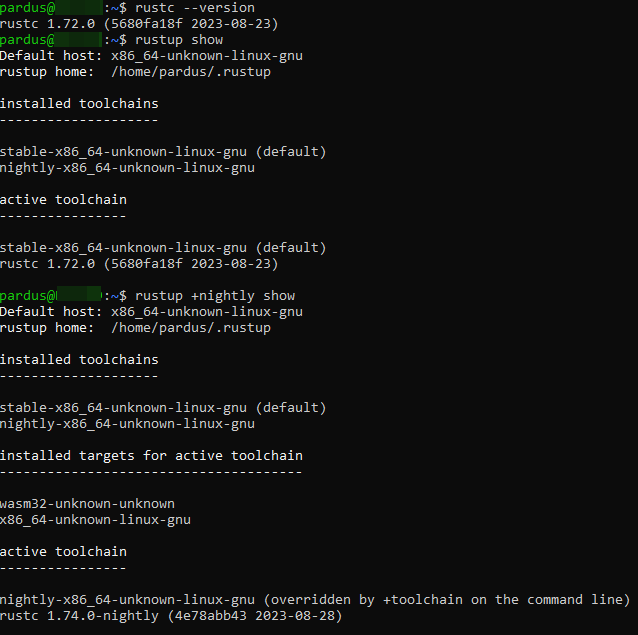 pardus@ :~$ rustc --version
rustc 1.72.0 (5680fa18f 2023-08-23)
pardus@ :~$ rustup show
Default host: x86_64-unknown-linux-gnu
rustup home:  /home/pardus/.rustup
installed toolchains
--------------------
stable-x86_64-unknown-linux-gnu (default)
nightly-x86_64-unknown-linux-gnu
active toolchain
----------------
stable-x86_64-unknown-linux-gnu (default)
rustc 1.72.0 (5680fa18f 2023-08-23)
pardus@ :~$ rustup +nightly show
Default host: x86_64-unknown-linux-gnu
rustup home:  /home/pardus/.rustup
installed toolchains
--------------------
stable-x86_64-unknown-linux-gnu (default)
nightly-x86_64-unknown-linux-gnu
installed targets for active toolchain
--------------------------------------
wasm32-unknown-unknown
x86_64-unknown-linux-gnu
active toolchain
----------------
nightly-x86_64-unknown-linux-gnu (overridden by +toolchain on the command line)
rustc 1.74.0-nightly (4e78abb43 2023-08-28)